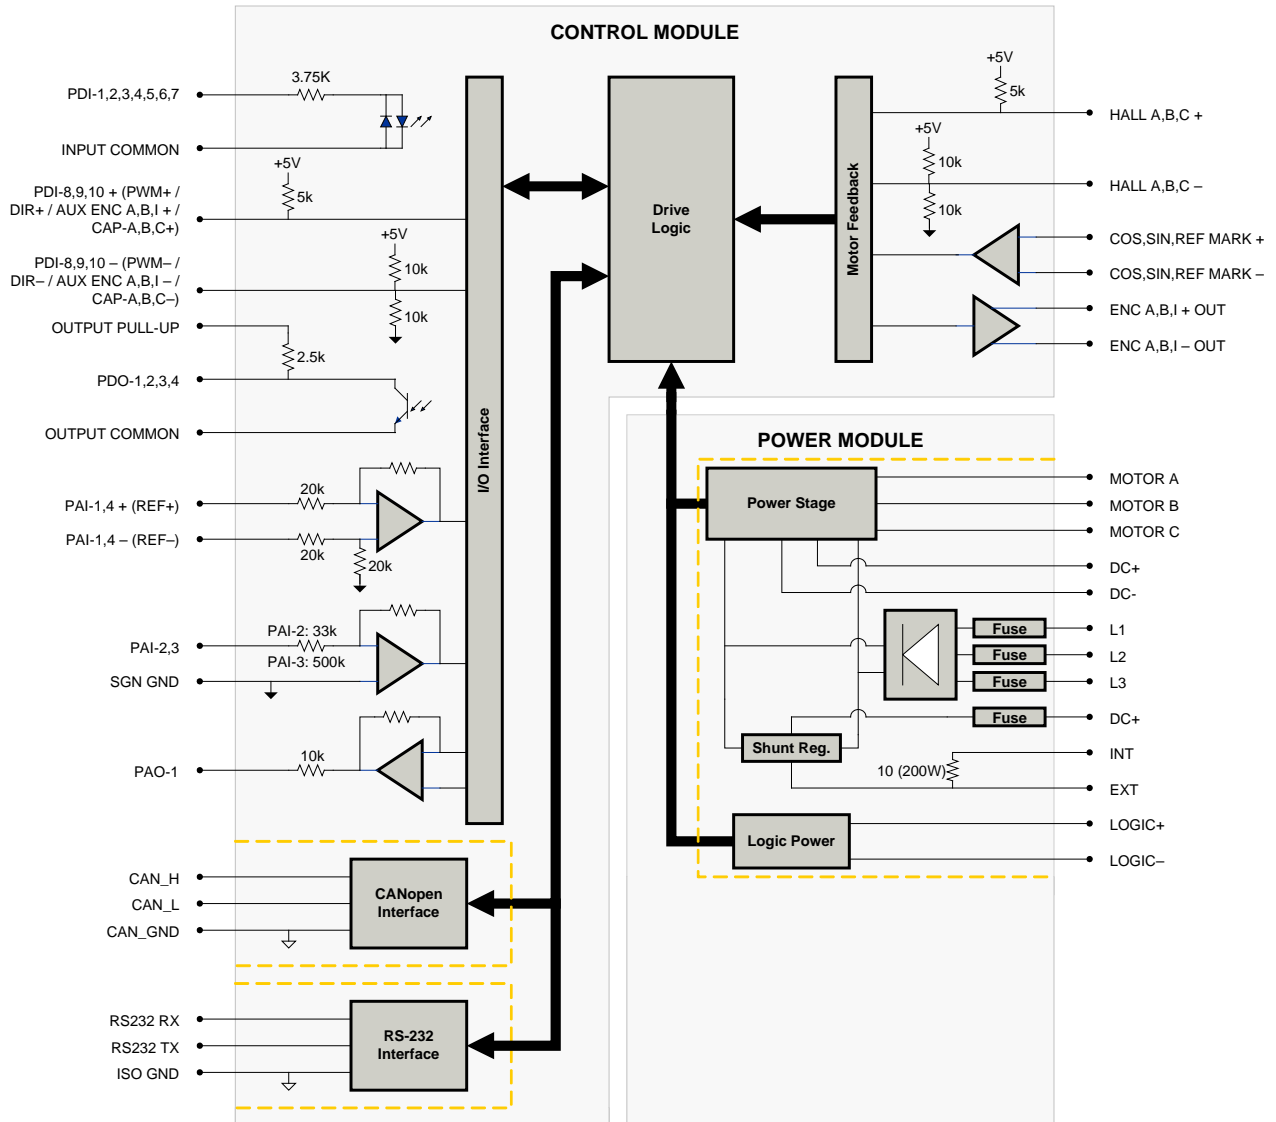 CONTROL MODULE
3.75K
PDI-1,2,3,4,5,6,7
INPUT COMMON
+5V
5k
PDI-8,9,10 + (PWM+ /
DIR+ / AUX ENC A,B,I + /
CAP-A,B,C+)
+5V
10k
10k
PDI-8,9,10 – (PWM– /
DIR– / AUX ENC A,B,I – /
CAP-A,B,C–)
OUTPUT PULL-UP
2.5k
PDO-1,2,3,4
OUTPUT COMMON
20k
PAI-1,4 + (REF+)
PAI-1,4 – (REF–)
20k
20k
PAI-2: 33k
PAI-2,3
PAI-3: 500k
SGN GND
10k
PAO-1
I/O Interface
Drive
Logic
Motor Feedback
+5V
5k
HALL A,B,C +
+5V
10k
HALL A,B,C –
10k
COS,SIN,REF MARK +
COS,SIN,REF MARK –
ENC A,B,I + OUT
ENC A,B,I – OUT
POWER MODULE
Power Stage
MOTOR A
MOTOR B
MOTOR C
DC+
DC-
Fuse
L1
Fuse
L2
Fuse
L3
Fuse
DC+
Shunt Reg.
INT
10 (200W)
EXT
Logic Power
LOGIC+
LOGIC–
CAN_H
CAN_L
CAN_GND
CANopen
Interface
RS232 RX
RS232 TX
ISO GND
RS-232
Interface